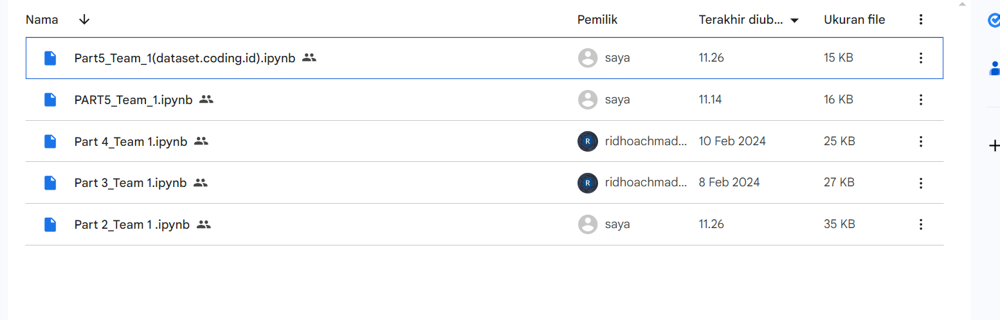 Nama Pemilik Terakhir diub... Ukuran file
Part5_Team_1(dataset.coding.id).ipynb saya 11.26 15 KB
PART5_Team_1.ipynb saya 11.14 16 KB
Part 4_Team 1.ipynb R ridhoachmad... 10 Feb 2024 25 KB
Part 3_Team 1.ipynb R ridhoachmad... 8 Feb 2024 27 KB
Part 2_Team 1 .ipynb saya 11.26 35 KB